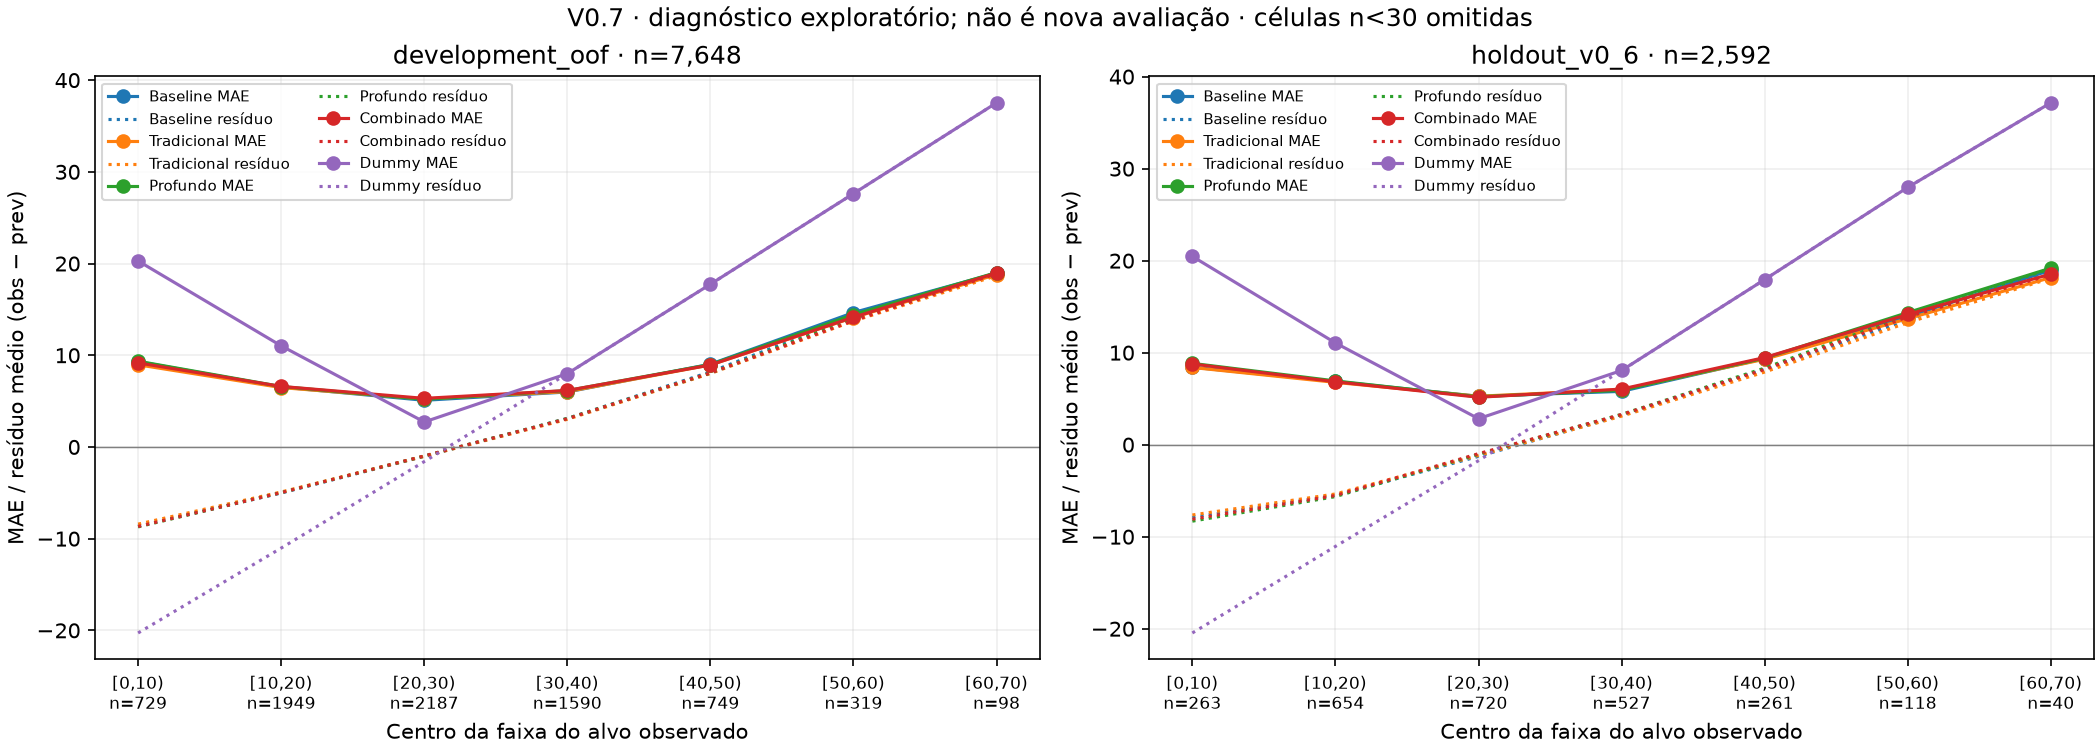 V0.7 · diagnóstico exploratório; não é nova avaliação · células n<30 omitidas
development_oof · n=7,648
MAE / resíduo médio (obs − prev)
40
30
20
10
0
−10
−20
Baseline MAE
Baseline resíduo
Tradicional MAE
Tradicional resíduo
Profundo MAE
Profundo resíduo
Combinado MAE
Combinado resíduo
Dummy MAE
Dummy resíduo
[0,10)
n=729
[10,20)
n=1949
[20,30)
n=2187
[30,40)
n=1590
[40,50)
n=749
[50,60)
n=319
[60,70)
n=98
Centro da faixa do alvo observado
holdout_v0_6 · n=2,592
MAE / resíduo médio (obs − prev)
40
30
20
10
0
−10
−20
Baseline MAE
Baseline resíduo
Tradicional MAE
Tradicional resíduo
Profundo MAE
Profundo resíduo
Combinado MAE
Combinado resíduo
Dummy MAE
Dummy resíduo
[0,10)
n=263
[10,20)
n=654
[20,30)
n=720
[30,40)
n=527
[40,50)
n=261
[50,60)
n=118
[60,70)
n=40
Centro da faixa do alvo observado